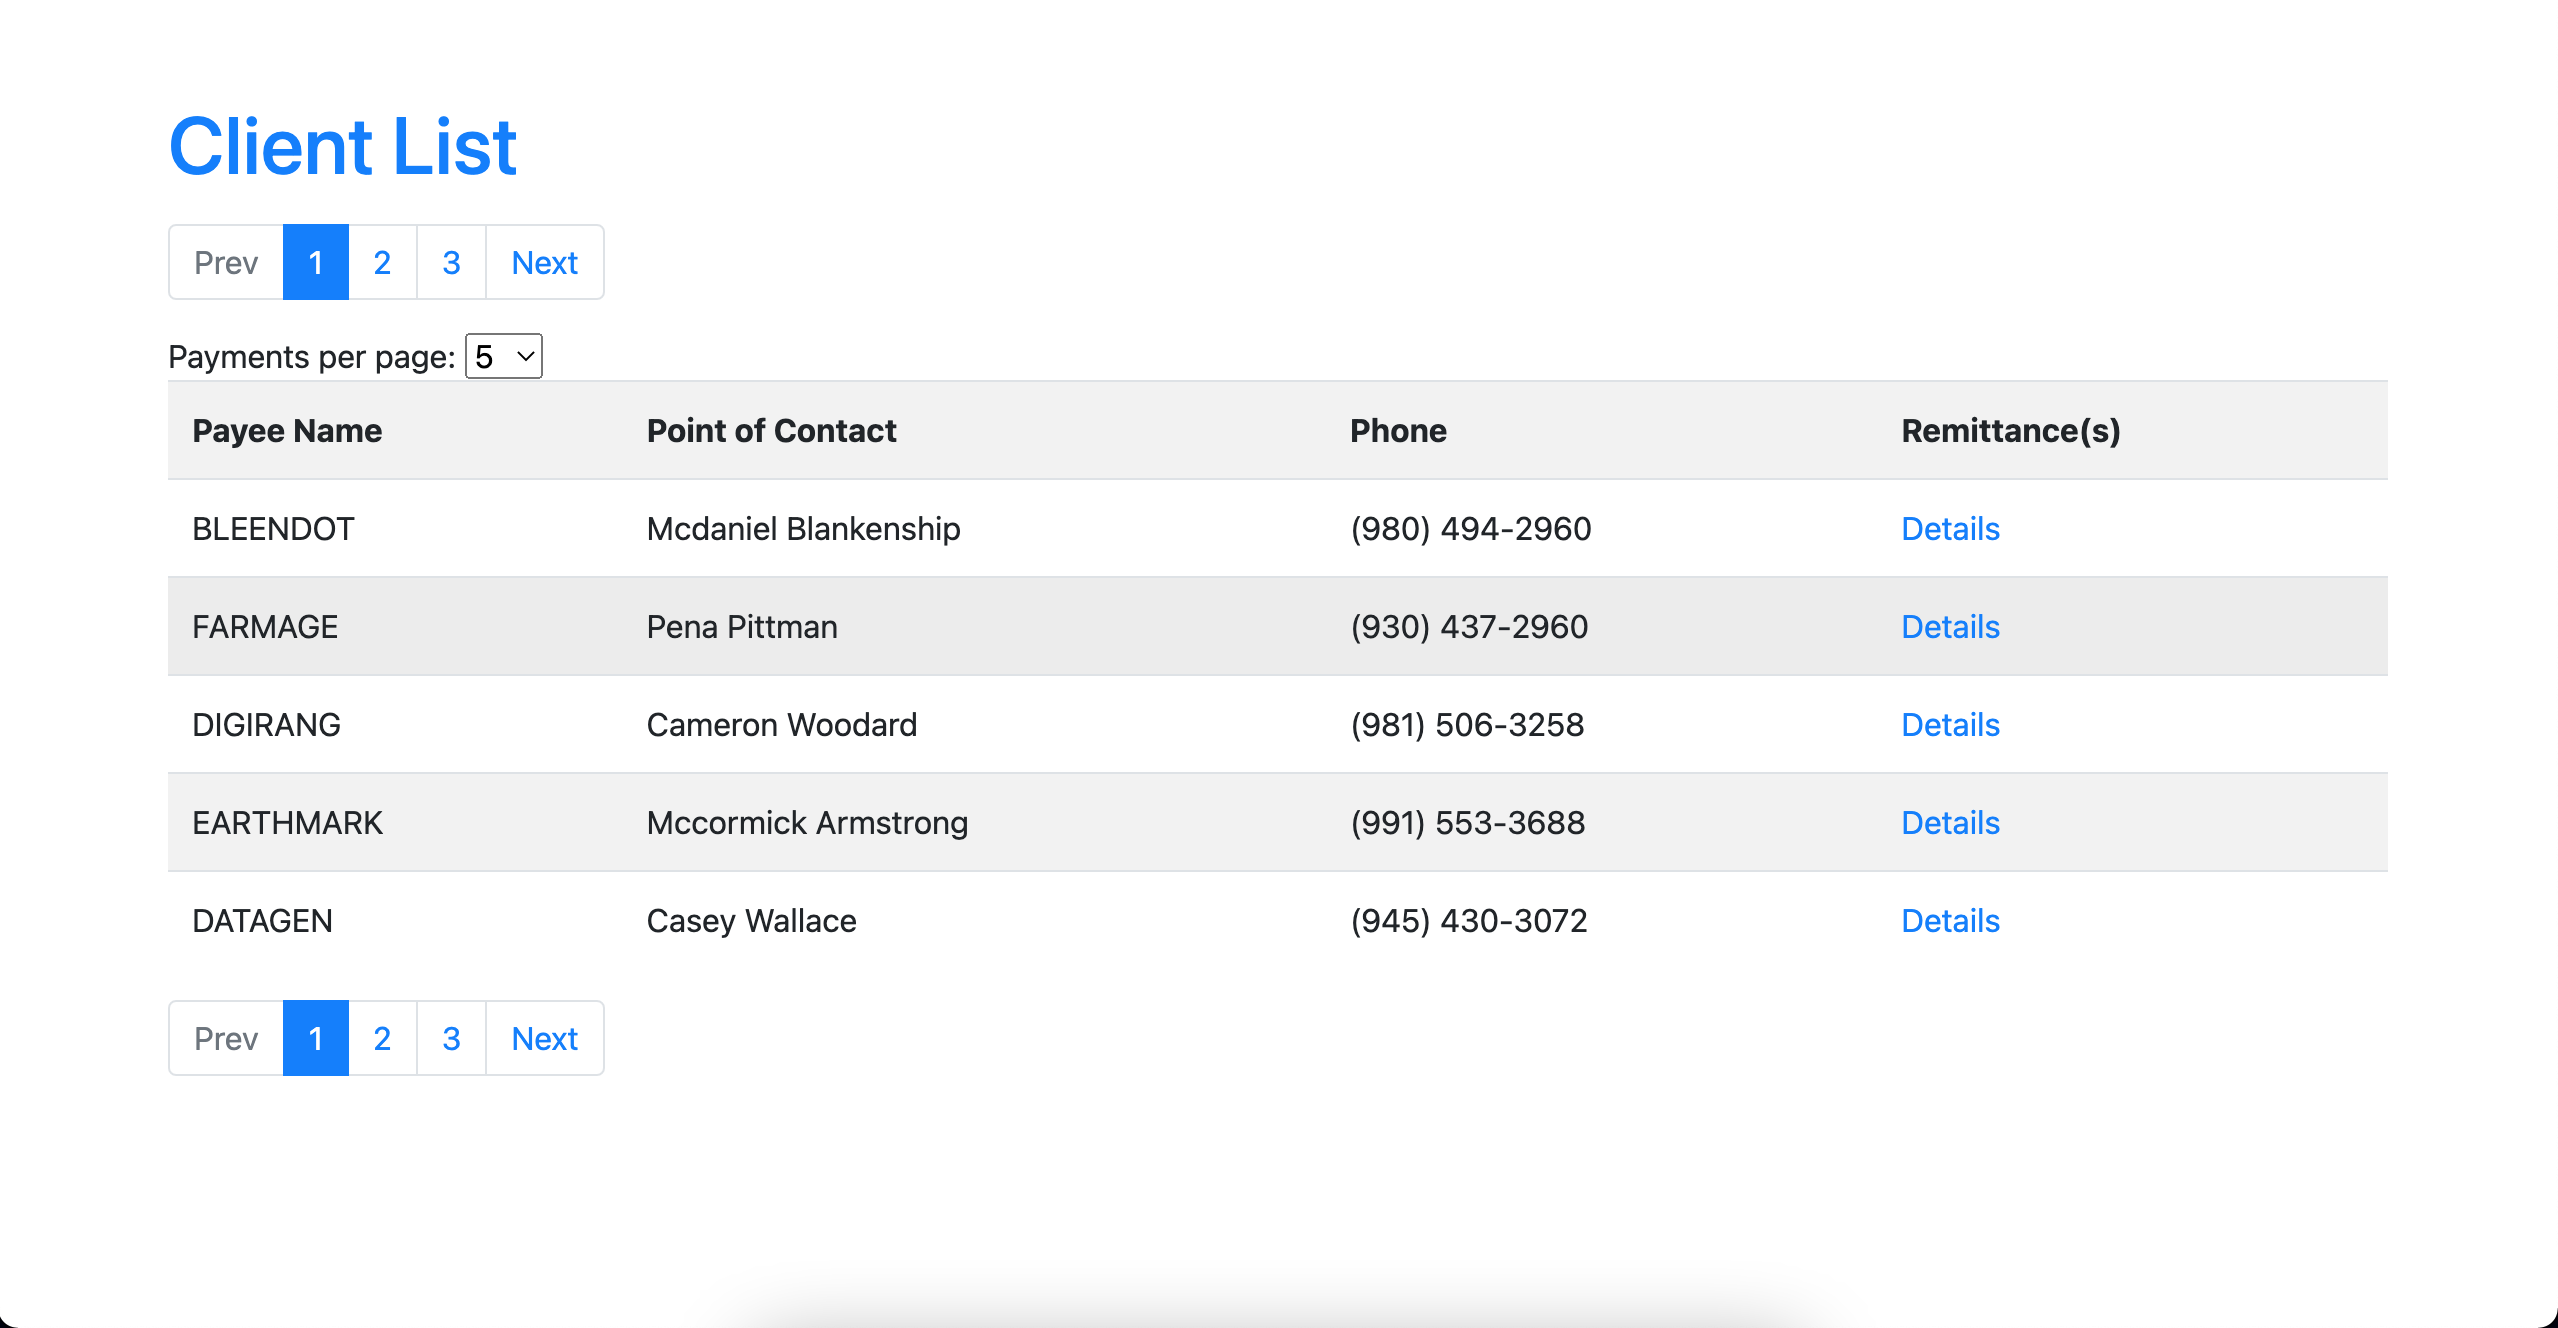 Client List
Prev 1 2 3 Next
Payments per page: 5
Payee Name Point of Contact Phone Remittance(s)
BLEENDOT Mcdaniel Blankenship (980) 494-2960 Details
FARMAGE Pena Pittman (930) 437-2960 Details
DIGIRANG Cameron Woodard (981) 506-3258 Details
EARTHMARK Mccormick Armstrong (991) 553-3688 Details
DATAGEN Casey Wallace (945) 430-3072 Details
Prev 1 2 3 Next